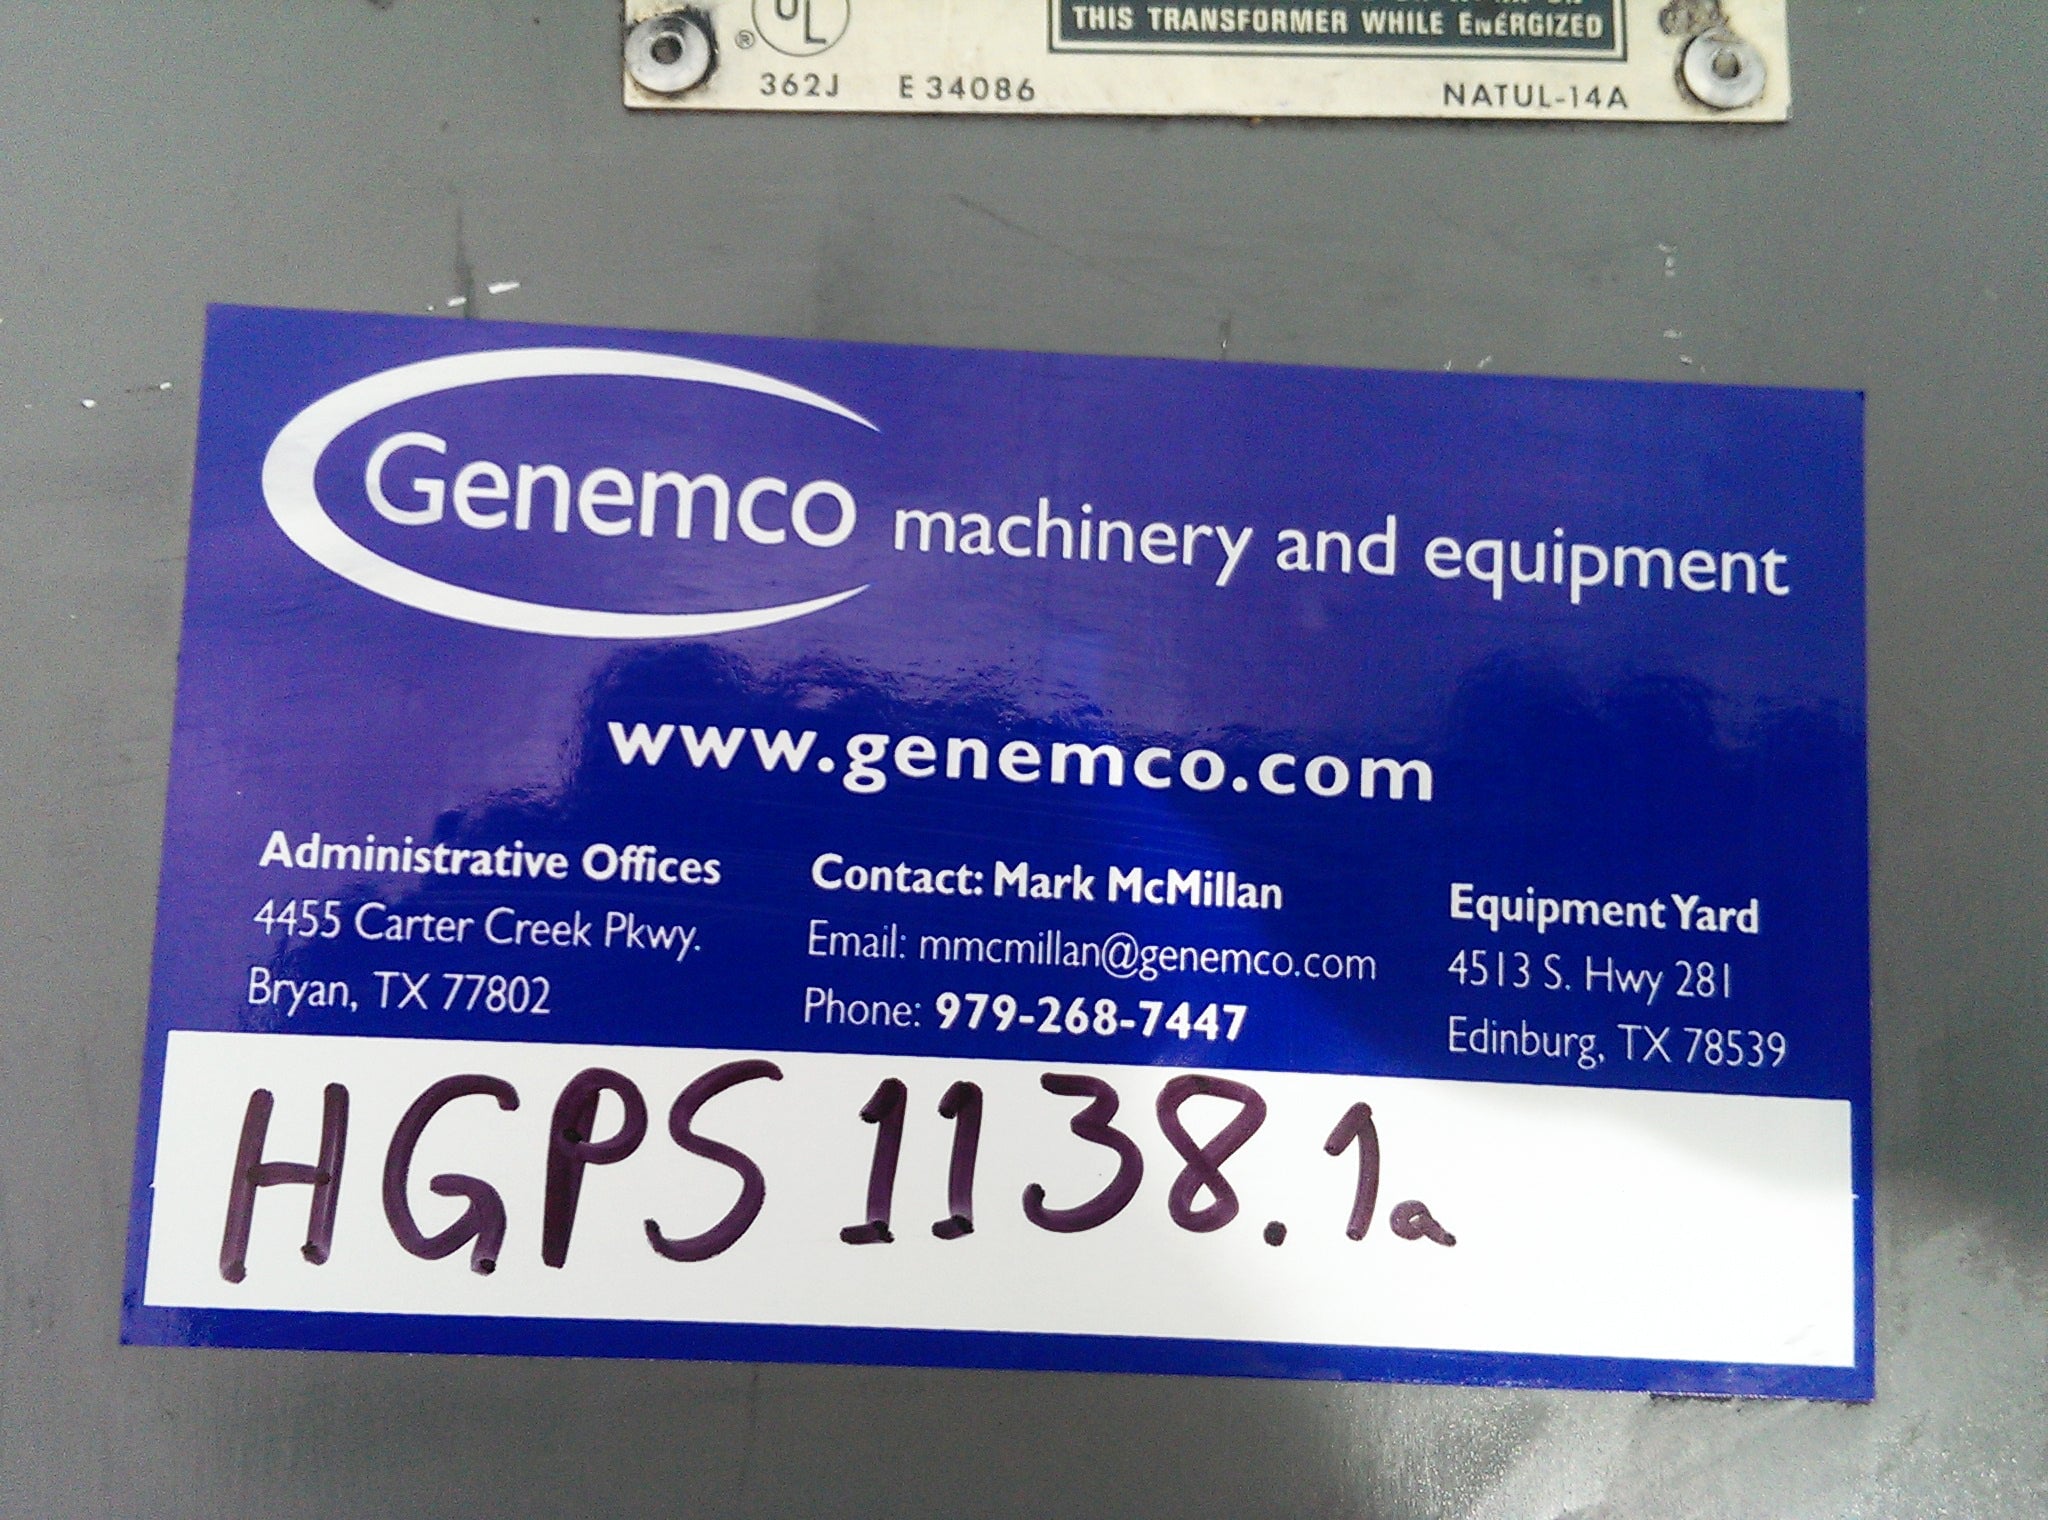 UL
®
THIS TRANSFORMER WHILE ENERGIZED
362J E 34086 NATUL-14A
Genemco machinery and equipment
www.genemco.com
Administrative Offices
4455 Carter Creek Pkwy.
Bryan, TX 77802
Contact: Mark McMillan
Email: mmcmillan@genemco.com
Phone: 979-268-7447
Equipment Yard
4513 S. Hwy 281
Edinburg, TX 78539
HGPS 1138.1a